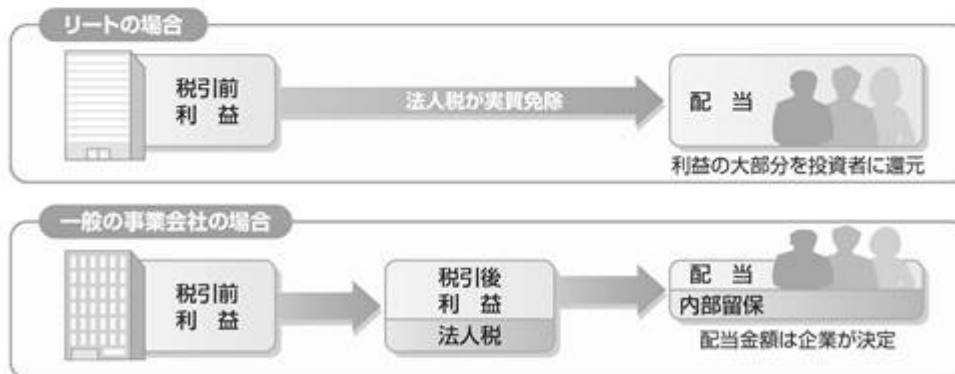 リートの場合
税引前
利　益
法人税が実質免除
配　当
利益の大部分を投資者に還元
一般の事業会社の場合
税引前
利　益
税引後
利　益
法人税
配　当
内部留保
配当金額は企業が決定